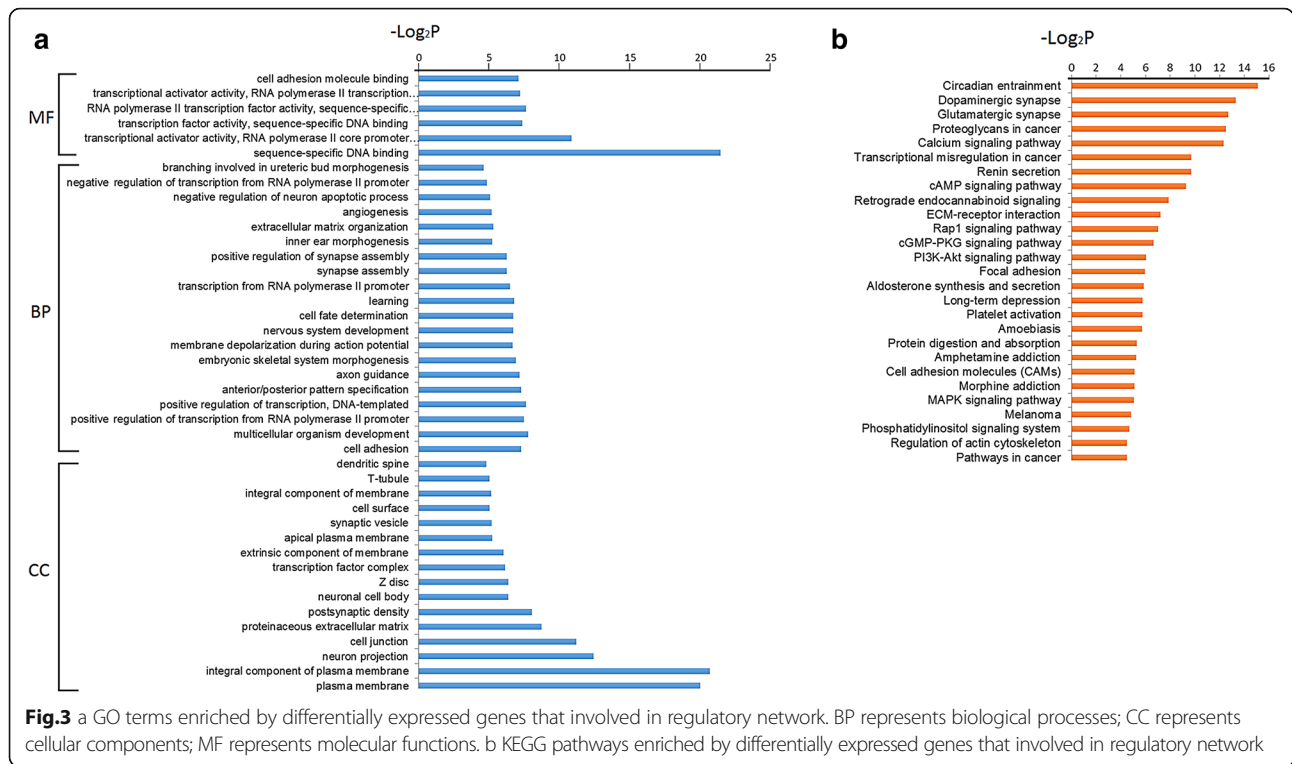 a
-Log₂P
0 5 10 15 20 25
MF
cell adhesion molecule binding
transcriptional activator activity, RNA polymerase II transcription...
RNA polymerase II transcription factor activity, sequence-specific...
transcription factor activity, sequence-specific DNA binding
transcriptional activator activity, RNA polymerase II core promoter...
sequence-specific DNA binding
BP
branching involved in ureteric bud morphogenesis
negative regulation of transcription from RNA polymerase II promoter
negative regulation of neuron apoptotic process
angiogenesis
extracellular matrix organization
inner ear morphogenesis
positive regulation of synapse assembly
synapse assembly
transcription from RNA polymerase II promoter
learning
cell fate determination
nervous system development
membrane depolarization during action potential
embryonic skeletal system morphogenesis
axon guidance
anterior/posterior pattern specification
positive regulation of transcription, DNA-templated
positive regulation of transcription from RNA polymerase II promoter
multicellular organism development
cell adhesion
CC
dendritic spine
T-tubule
integral component of membrane
cell surface
synaptic vesicle
apical plasma membrane
extrinsic component of membrane
transcription factor complex
Z disc
neuronal cell body
postsynaptic density
proteinaceous extracellular matrix
cell junction
neuron projection
integral component of plasma membrane
plasma membrane
b
-Log₂P
0 2 4 6 8 10 12 14 16
Circadian entrainment
Dopaminergic synapse
Glutamatergic synapse
Proteoglycans in cancer
Calcium signaling pathway
Transcriptional misregulation in cancer
Renin secretion
cAMP signaling pathway
Retrograde endocannabinoid signaling
ECM-receptor interaction
Rap1 signaling pathway
cGMP-PKG signaling pathway
PI3K-Akt signaling pathway
Focal adhesion
Aldosterone synthesis and secretion
Long-term depression
Platelet activation
Amoebiasis
Protein digestion and absorption
Amphetamine addiction
Cell adhesion molecules (CAMs)
Morphine addiction
MAPK signaling pathway
Melanoma
Phosphatidylinositol signaling system
Regulation of actin cytoskeleton
Pathways in cancer
Fig.3 a GO terms enriched by differentially expressed genes that involved in regulatory network. BP represents biological processes; CC represents
cellular components; MF represents molecular functions. b KEGG pathways enriched by differentially expressed genes that involved in regulatory network